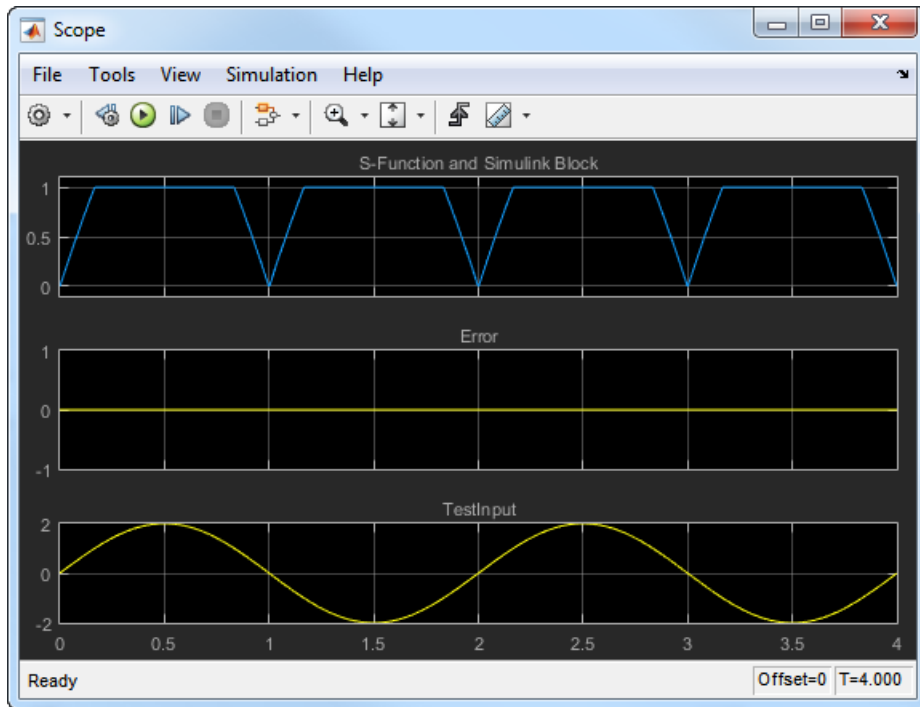 Scope
File Tools View Simulation Help
S-Function and Simulink Block
1
0.5
0
Error
1
0
-1
TestInput
2
0
-2
0 0.5 1 1.5 2 2.5 3 3.5 4
Ready Offset=0 T=4.000